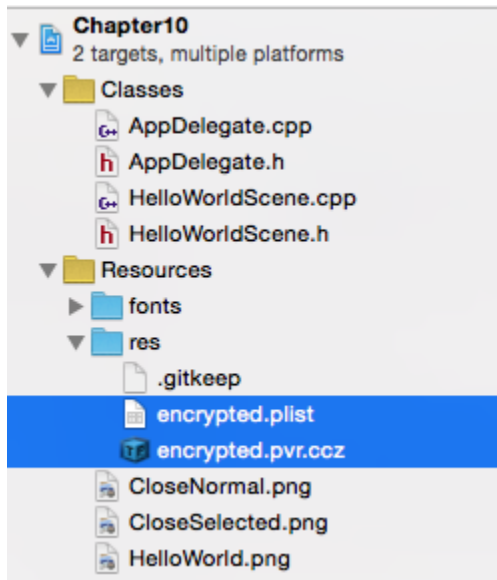 Chapter10
2 targets, multiple platforms
Classes
C++ AppDelegate.cpp
h AppDelegate.h
C++ HelloWorldScene.cpp
h HelloWorldScene.h
Resources
fonts
res
.gitkeep
encrypted.plist
TP encrypted.pvr.ccz
CloseNormal.png
CloseSelected.png
HelloWorld.png